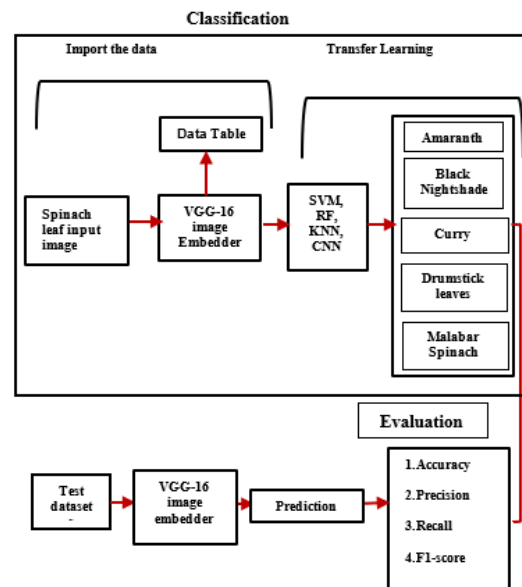 Classification
Import the data
Transfer Learning
Data Table
Spinach
leaf input
image
VGG-16
image
Embedder
SVM,
RF,
KNN,
CNN
Amaranth
Black
Nightshade
Curry
Drumstick
leaves
Malabar
Spinach
Evaluation
Test
dataset
VGG-16
image
embedder
Prediction
1.Accuracy
2.Precision
3.Recall
4.F1-score